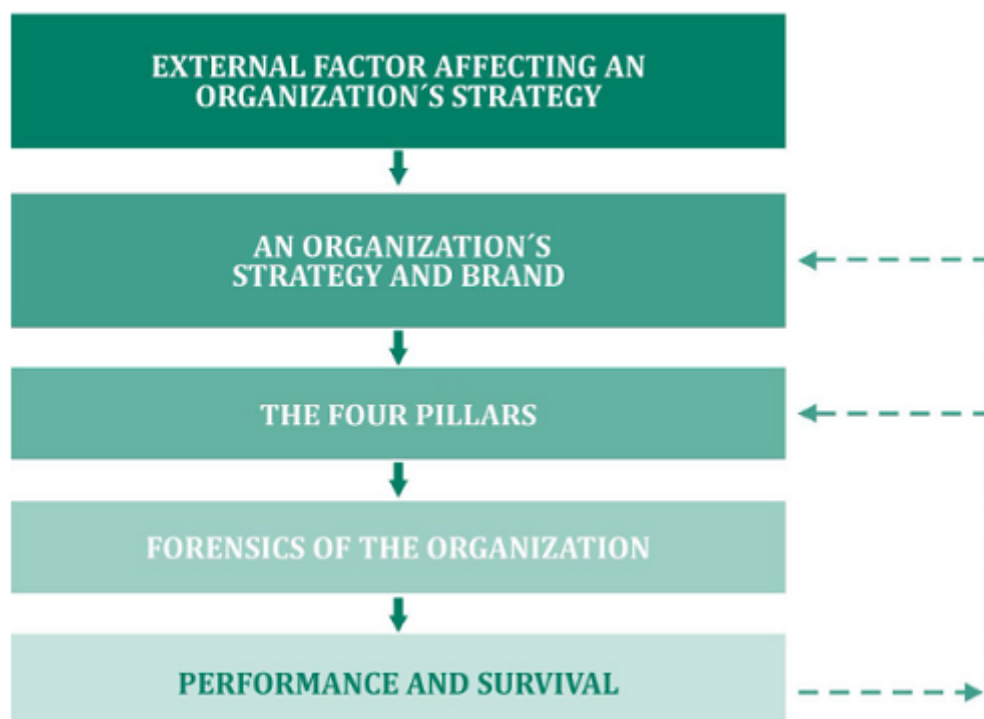 EXTERNAL FACTOR AFFECTING AN
ORGANIZATION´S STRATEGY
AN ORGANIZATION´S
STRATEGY AND BRAND
THE FOUR PILLARS
FORENSICS OF THE ORGANIZATION
PERFORMANCE AND SURVIVAL